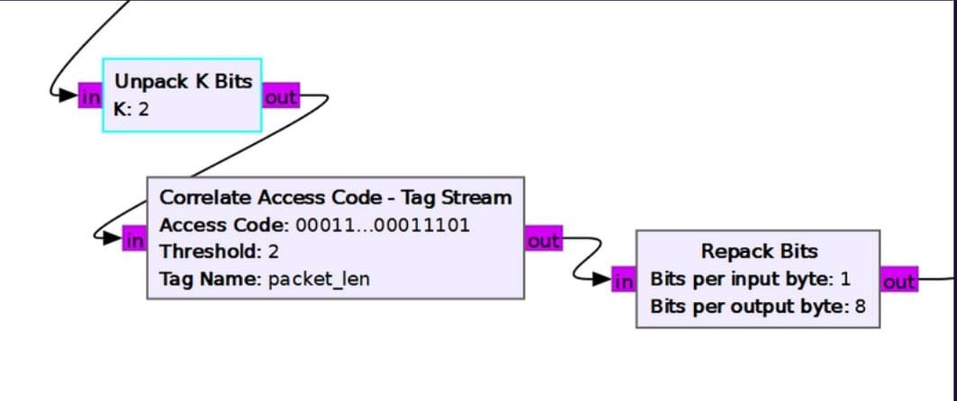 Unpack K Bits
in
out
K: 2
Correlate Access Code - Tag Stream
Access Code: 00011...00011101
in
out
Threshold: 2
Tag Name: packet_len
Repack Bits
in
Bits per input byte: 1
out
Bits per output byte: 8